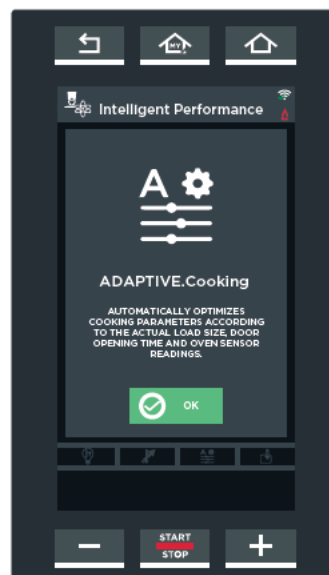 MY
Intelligent Performance
A
ADAPTIVE.Cooking
AUTOMATICALLY OPTIMIZES
COOKING PARAMETERS ACCORDING
TO THE ACTUAL LOAD SIZE, DOOR
OPENING TIME AND OVEN SENSOR
READINGS.
OK
START
STOP